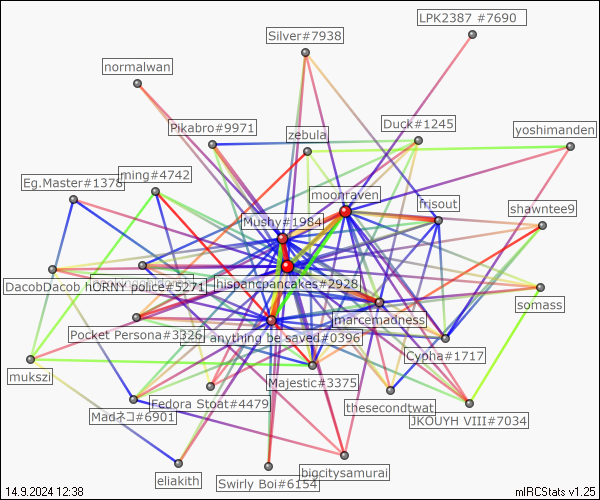 LPK2387 #7690
Silver#7938
normalwan
Pikabro#9971
Duck#1245
zebula
yoshimanden
ming#4742
Eg.Master#1378
moonraven
frisout
shawntee9
Mushy#1984
DacobDacob
HORNY police#5271
hispancpancakes#2928
somass
marcemadness
Pocket Persona#3326
anything be saved#0396
Cypha#1717
mukszi
Majestic#3375
Fedora Stoat#4479
thesecondtwat
Madネコ#6901
JKOUYH VIII#7034
eliakith
Swirly Boi#6154
bigcitysamurai
14.9.2024 12:38
mIRCStats v1.25